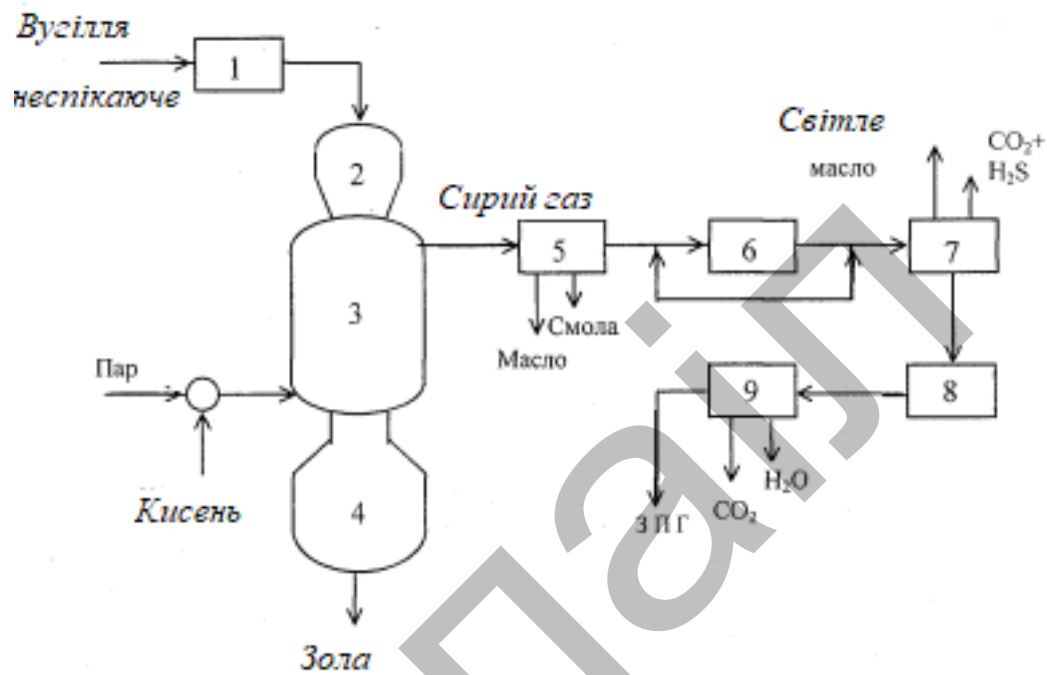 Вугілля
1
неспікаюче
Світле
CO₂+
масло
H₂S
2
Сирий газ
5
6
7
3
Смола
Масло
Пар
9
8
H₂O
Кисень
4
ЗПГ
CO₂
Зола